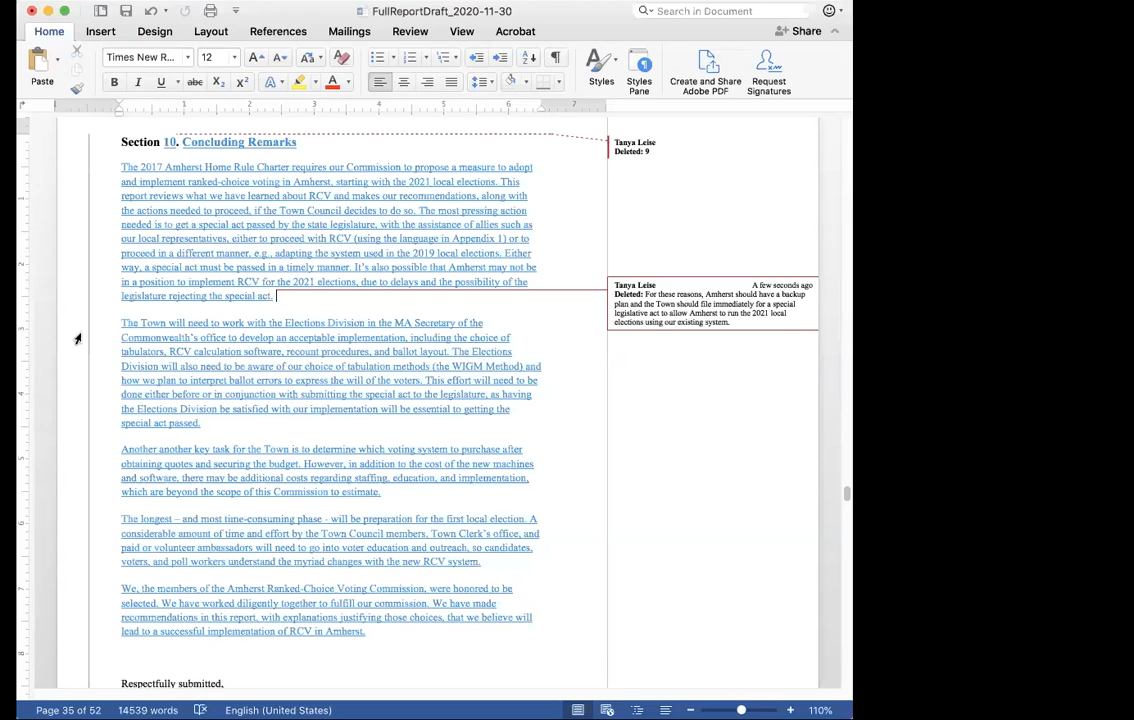 FullReportDraft_2020-11-30
Search in Document
Home Insert Design Layout References Mailings Review View Acrobat
Share
Paste
Times New R...
12
Styles
Styles Pane
Create and Share Adobe PDF
Request Signatures
1 2 3 4 5 6 7
Section 10. Concluding Remarks
The 2017 Amherst Home Rule Charter requires our Commission to propose a measure to adopt
and implement ranked-choice voting in Amherst, starting with the 2021 local elections. This
report reviews what we have learned about RCV and makes our recommendations, along with
the actions needed to proceed, if the Town Council decides to do so. The most pressing action
needed is to get a special act passed by the state legislature, with the assistance of allies such as
our local representatives, either to proceed with RCV (using the language in Appendix 1) or to
proceed in a different manner, e.g., adapting the system used in the 2019 local elections. Either
way, a special act must be passed in a timely manner. It's also possible that Amherst may not be
in a position to implement RCV for the 2021 elections, due to delays and the possibility of the
legislature rejecting the special act.
The Town will need to work with the Elections Division in the MA Secretary of the
Commonwealth's office to develop an acceptable implementation, including the choice of
tabulators, RCV calculation software, recount procedures, and ballot layout. The Elections
Division will also need to be aware of our choice of tabulation methods (the WIGM Method) and
how we plan to interpret ballot errors to express the will of the voters. This effort will need to be
done either before or in conjunction with submitting the special act to the legislature, as having
the Elections Division be satisfied with our implementation will be essential to getting the
special act passed.
Another another key task for the Town is to determine which voting system to purchase after
obtaining quotes and securing the budget. However, in addition to the cost of the new machines
and software, there may be additional costs regarding staffing, education, and implementation,
which are beyond the scope of this Commission to estimate.
The longest – and most time-consuming phase - will be preparation for the first local election. A
considerable amount of time and effort by the Town Council members, Town Clerk's office, and
paid or volunteer ambassadors will need to go into voter education and outreach, so candidates,
voters, and poll workers understand the myriad changes with the new RCV system.
We, the members of the Amherst Ranked-Choice Voting Commission, were honored to be
selected. We have worked diligently together to fulfill our commission. We have made
recommendations in this report, with explanations justifying those choices, that we believe will
lead to a successful implementation of RCV in Amherst.
Respectfully submitted,
Tanya Leise
Deleted: 9
Tanya Leise A few seconds ago
Deleted: For these reasons, Amherst should have a backup
plan and the Town should file immediately for a special
legislative act to allow Amherst to run the 2021 local
elections using our existing system.
Page 35 of 52 14539 words English (United States) 110%